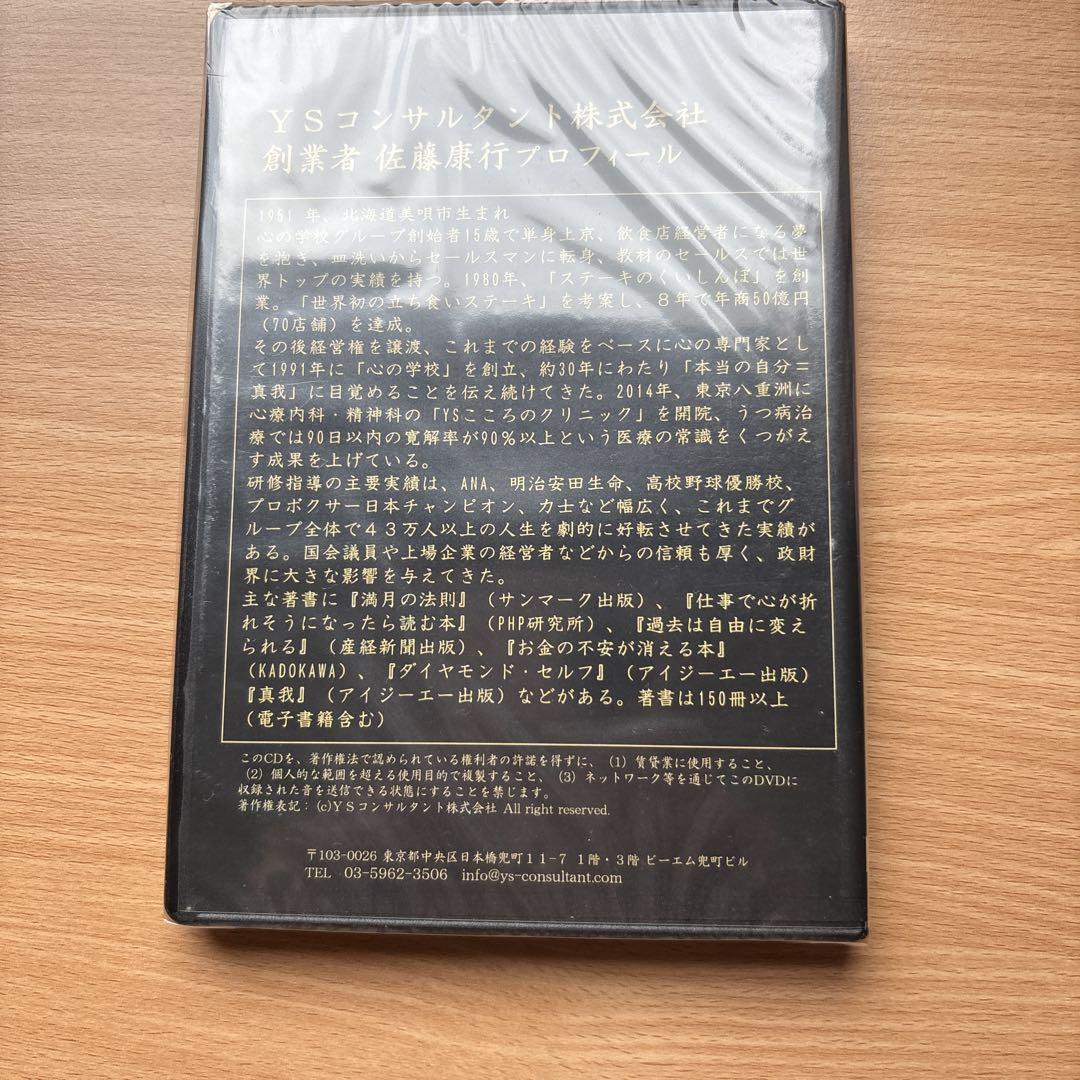 ＹＳコンサルタント株式会社
創業者 佐藤康行プロフィール
1951 年、北海道美唄市生まれ
心の学校グループ創始者15歳で単身上京、飲食店経営者になる夢
を抱き、皿洗いからセールスマンに転身、教材のセールスでは世
界トップの実績を持つ。1980年、「ステーキのくいしんぼ」を創
業。「世界初の立ち食いステーキ」を考案し、８年で年商50億円
（70店舗）を達成。
その後経営権を譲渡、これまでの経験をベースに心の専門家とし
て1991年に「心の学校」を創立、約30年にわたり「本当の自分＝
真我」に目覚めることを伝え続けてきた。2014年、東京八重洲に
心療内科・精神科の「YSこころのクリニック」を開院、うつ病治
療では90日以内の寛解率が90％以上という医療の常識をくつがえ
す成果を上げている。
研修指導の主要実績は、ANA、明治安田生命、高校野球優勝校、
プロボクサー日本チャンピオン、力士など幅広く、これまでグ
ループ全体で４３万人以上の人生を劇的に好転させてきた実績が
ある。国会議員や上場企業の経営者などからの信頼も厚く、政財
界に大きな影響を与えてきた。
主な著書に『満月の法則』（サンマーク出版）、『仕事で心が折
れそうになったら読む本』（PHP研究所）、『過去は自由に変え
られる』（産経新聞出版）、『お金の不安が消える本』
（KADOKAWA）、『ダイヤモンド・セルフ』（アイジーエー出版）
『真我』（アイジーエー出版）などがある。著書は150冊以上
（電子書籍含む）
このCDを、著作権法で認められている権利者の許諾を得ずに、（1）賃貸業に使用すること、
（2）個人的な範囲を超える使用目的で複製すること、（3）ネットワーク等を通じてこのDVDに
収録された音を送信できる状態にすることを禁じます。
著作権表記：(c)ＹＳコンサルタント株式会社 All right reserved.
〒103-0026 東京都中央区日本橋兜町１１-７ １階・３階 ビーエム兜町ビル
TEL 03-5962-3506 info@ys-consultant.com